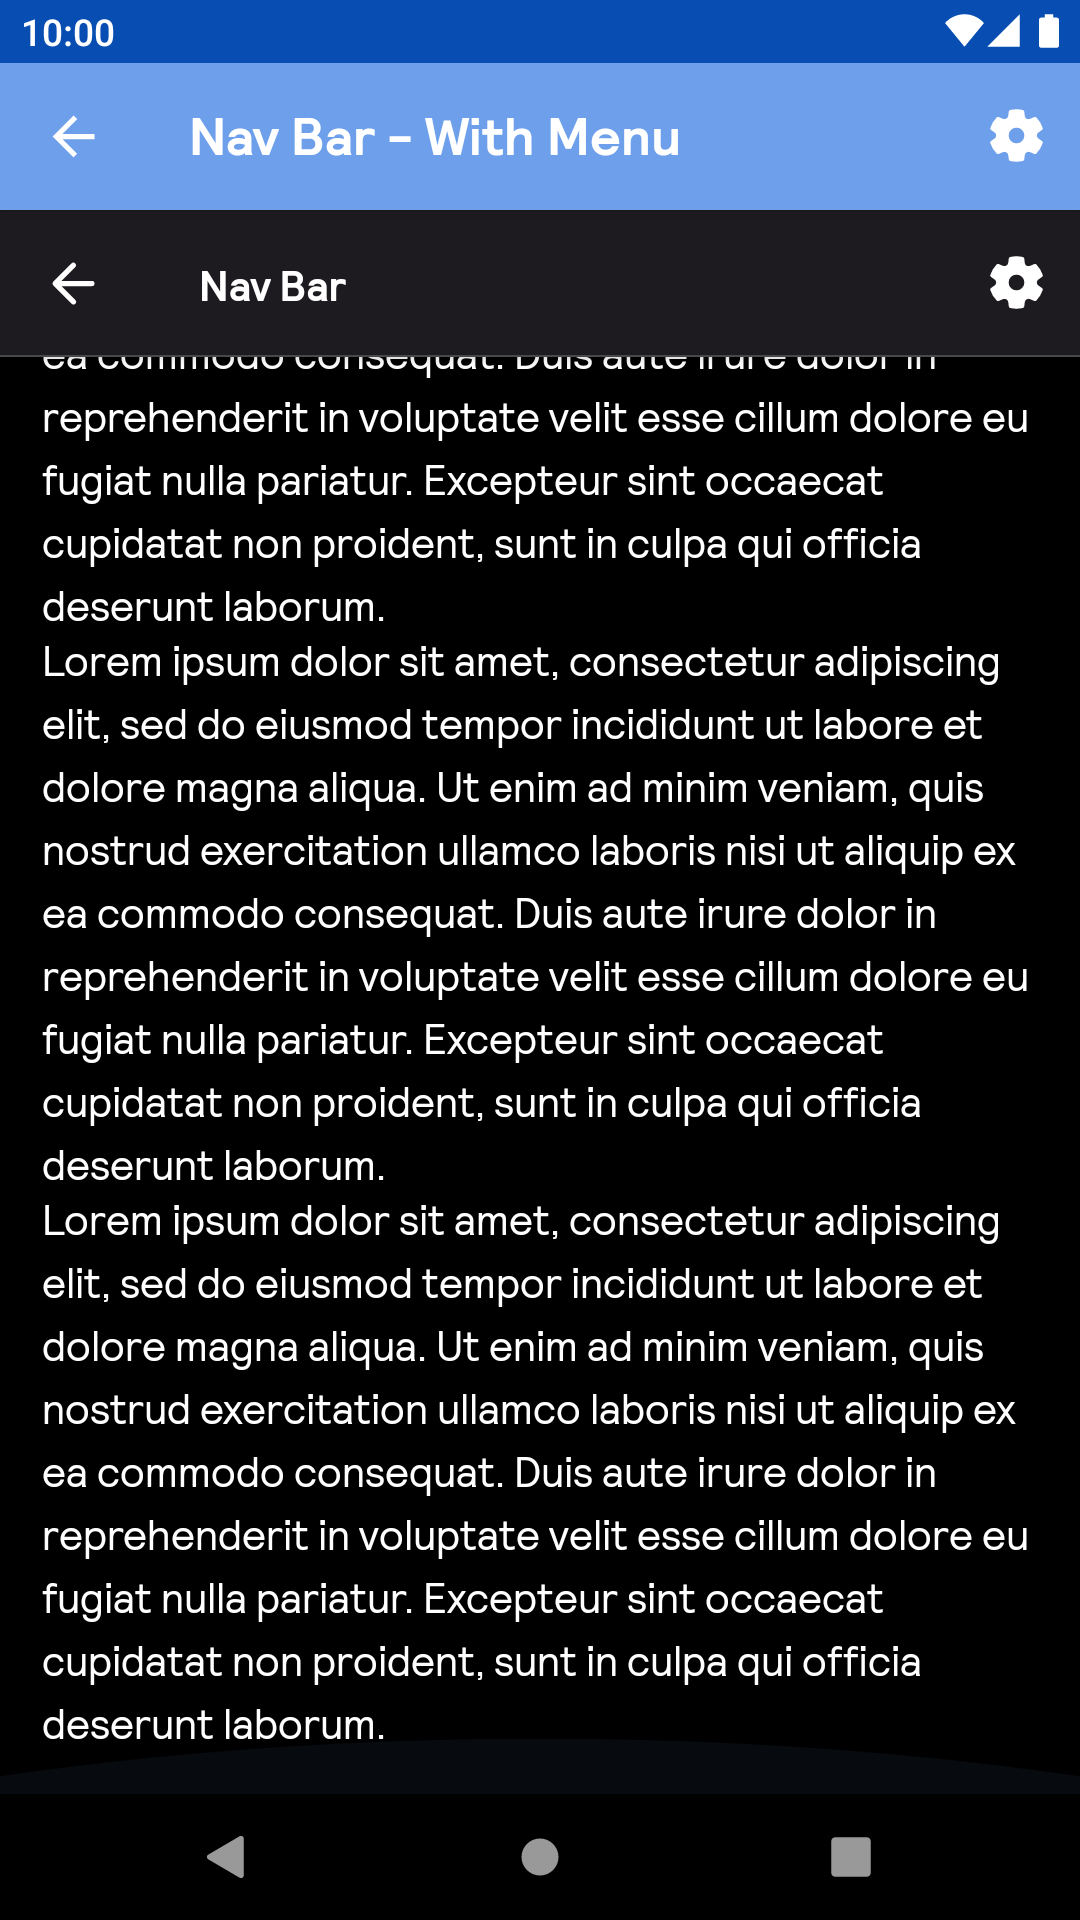 10:00
Nav Bar - With Menu
Nav Bar
ea commodo consequat. Duis aute irure dolor in
reprehenderit in voluptate velit esse cillum dolore eu
fugiat nulla pariatur. Excepteur sint occaecat
cupidatat non proident, sunt in culpa qui officia
deserunt laborum.
Lorem ipsum dolor sit amet, consectetur adipiscing
elit, sed do eiusmod tempor incididunt ut labore et
dolore magna aliqua. Ut enim ad minim veniam, quis
nostrud exercitation ullamco laboris nisi ut aliquip ex
ea commodo consequat. Duis aute irure dolor in
reprehenderit in voluptate velit esse cillum dolore eu
fugiat nulla pariatur. Excepteur sint occaecat
cupidatat non proident, sunt in culpa qui officia
deserunt laborum.
Lorem ipsum dolor sit amet, consectetur adipiscing
elit, sed do eiusmod tempor incididunt ut labore et
dolore magna aliqua. Ut enim ad minim veniam, quis
nostrud exercitation ullamco laboris nisi ut aliquip ex
ea commodo consequat. Duis aute irure dolor in
reprehenderit in voluptate velit esse cillum dolore eu
fugiat nulla pariatur. Excepteur sint occaecat
cupidatat non proident, sunt in culpa qui officia
deserunt laborum.